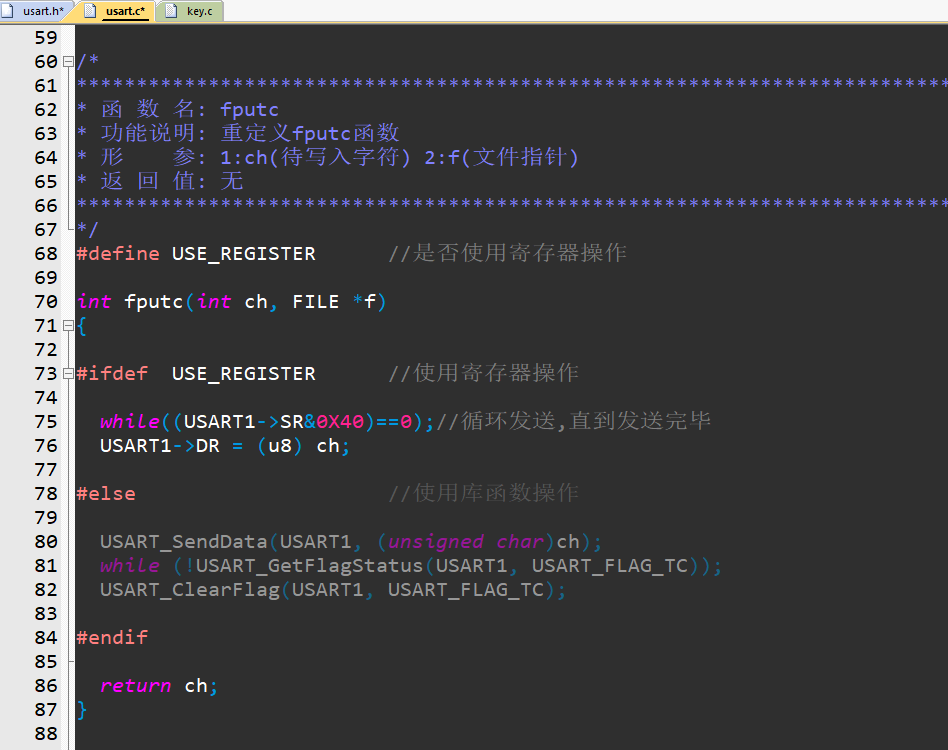 usart.h* usart.c* key.c
59
60 /*
61 ************************************************************************
62 * 函 数 名: fputc
63 * 功能说明: 重定义fputc函数
64 * 形    参: 1:ch(待写入字符) 2:f(文件指针)
65 * 返 回 值: 无
66 ************************************************************************
67 */
68 #define USE_REGISTER      //是否使用寄存器操作
69
70 int fputc(int ch, FILE *f)
71 {
72
73 #ifdef  USE_REGISTER      //使用寄存器操作
74
75   while((USART1->SR&0X40)==0);//循环发送,直到发送完毕
76   USART1->DR = (u8) ch;
77
78 #else                     //使用库函数操作
79
80   USART_SendData(USART1, (unsigned char)ch);
81   while (!USART_GetFlagStatus(USART1, USART_FLAG_TC));
82   USART_ClearFlag(USART1, USART_FLAG_TC);
83
84 #endif
85
86   return ch;
87 }
88